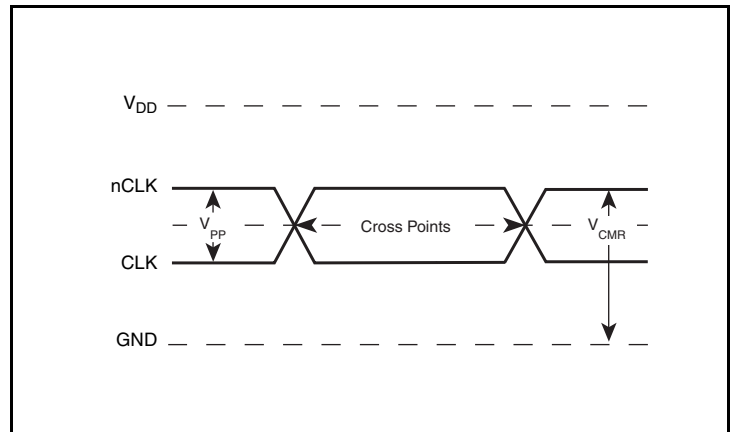 VDD
nCLK
VPP
Cross Points
VCMR
CLK
GND